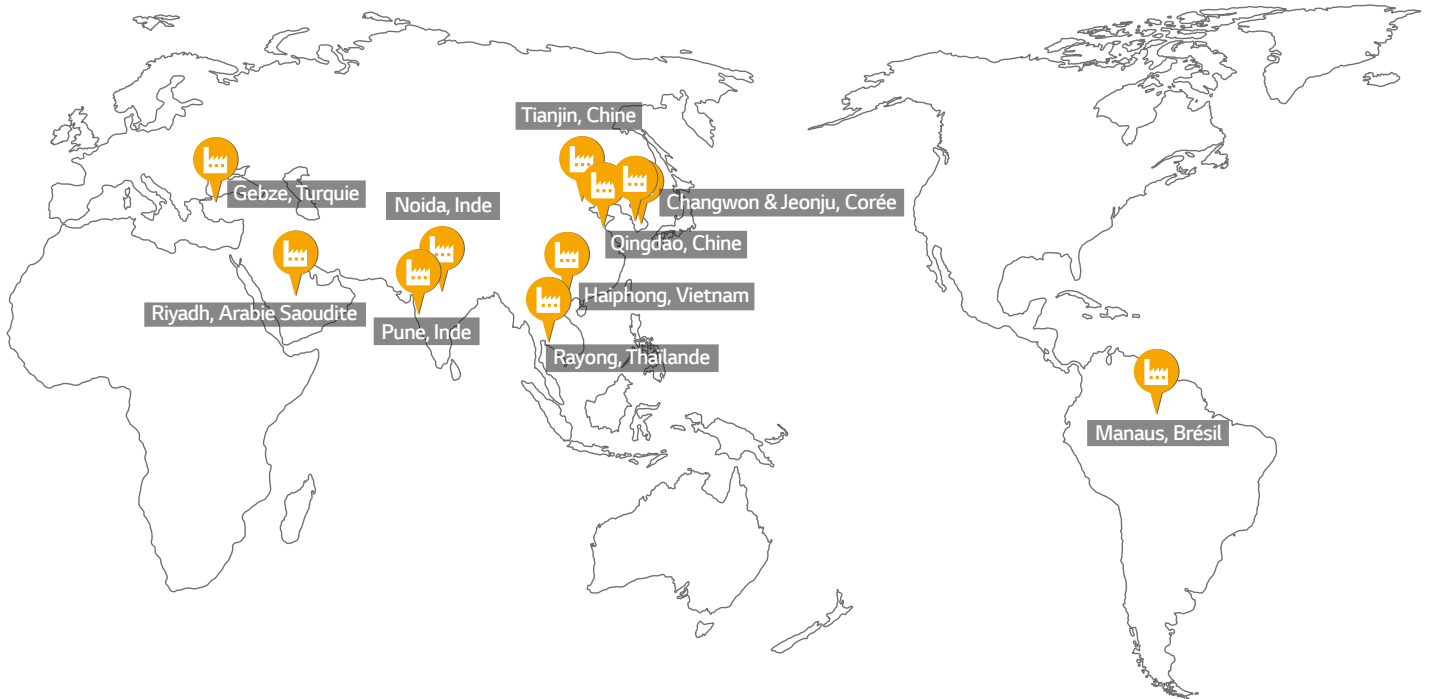 Tianjin, Chine
Gebze, Turquie
Noida, Inde
Changwon & Jeonju, Corée
Qingdao, Chine
Haiphong, Vietnam
Riyadh, Arabie Saoudite
Pune, Inde
Rayong, Thaïlande
Manaus, Brésil